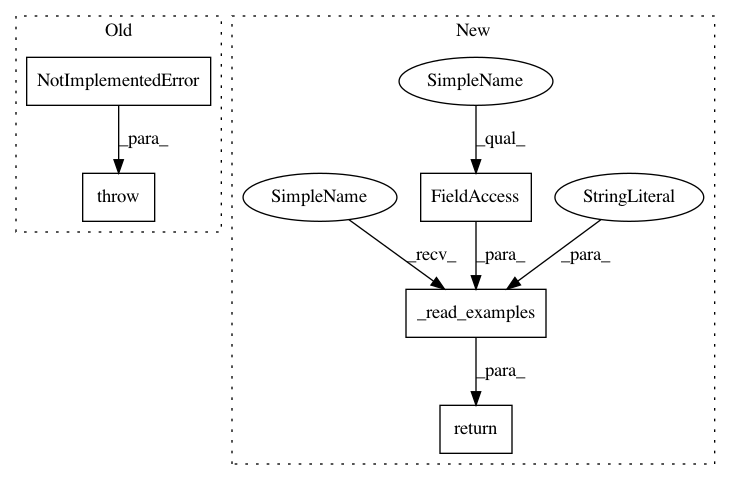 Old
New
NotImplementedError
SimpleName
_para_
_qual_
throw
SimpleName
FieldAccess
StringLiteral
_recv_
_para_
_para_
_read_examples
_para_
return